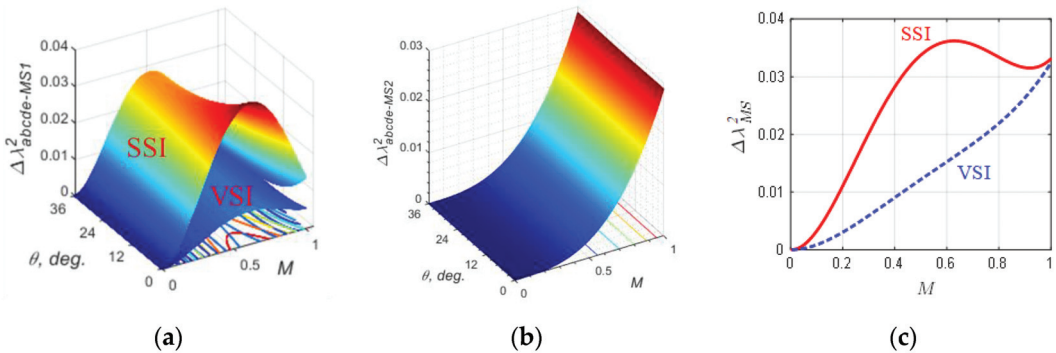 0.04
0.03
0.02
0.01
0
Δλ²abcde-MS1
SSI
VSI
36
24
12
0
θ, deg.
0
0.5
1
M
(a)
0.03
0.02
0.01
0
Δλ²abcde-MS2
36
24
12
0
θ, deg.
0
0.5
1
M
(b)
0.04
0.03
0.02
0.01
0
Δλ²MS
SSI
VSI
0
0.2
0.4
0.6
0.8
1
M
(c)